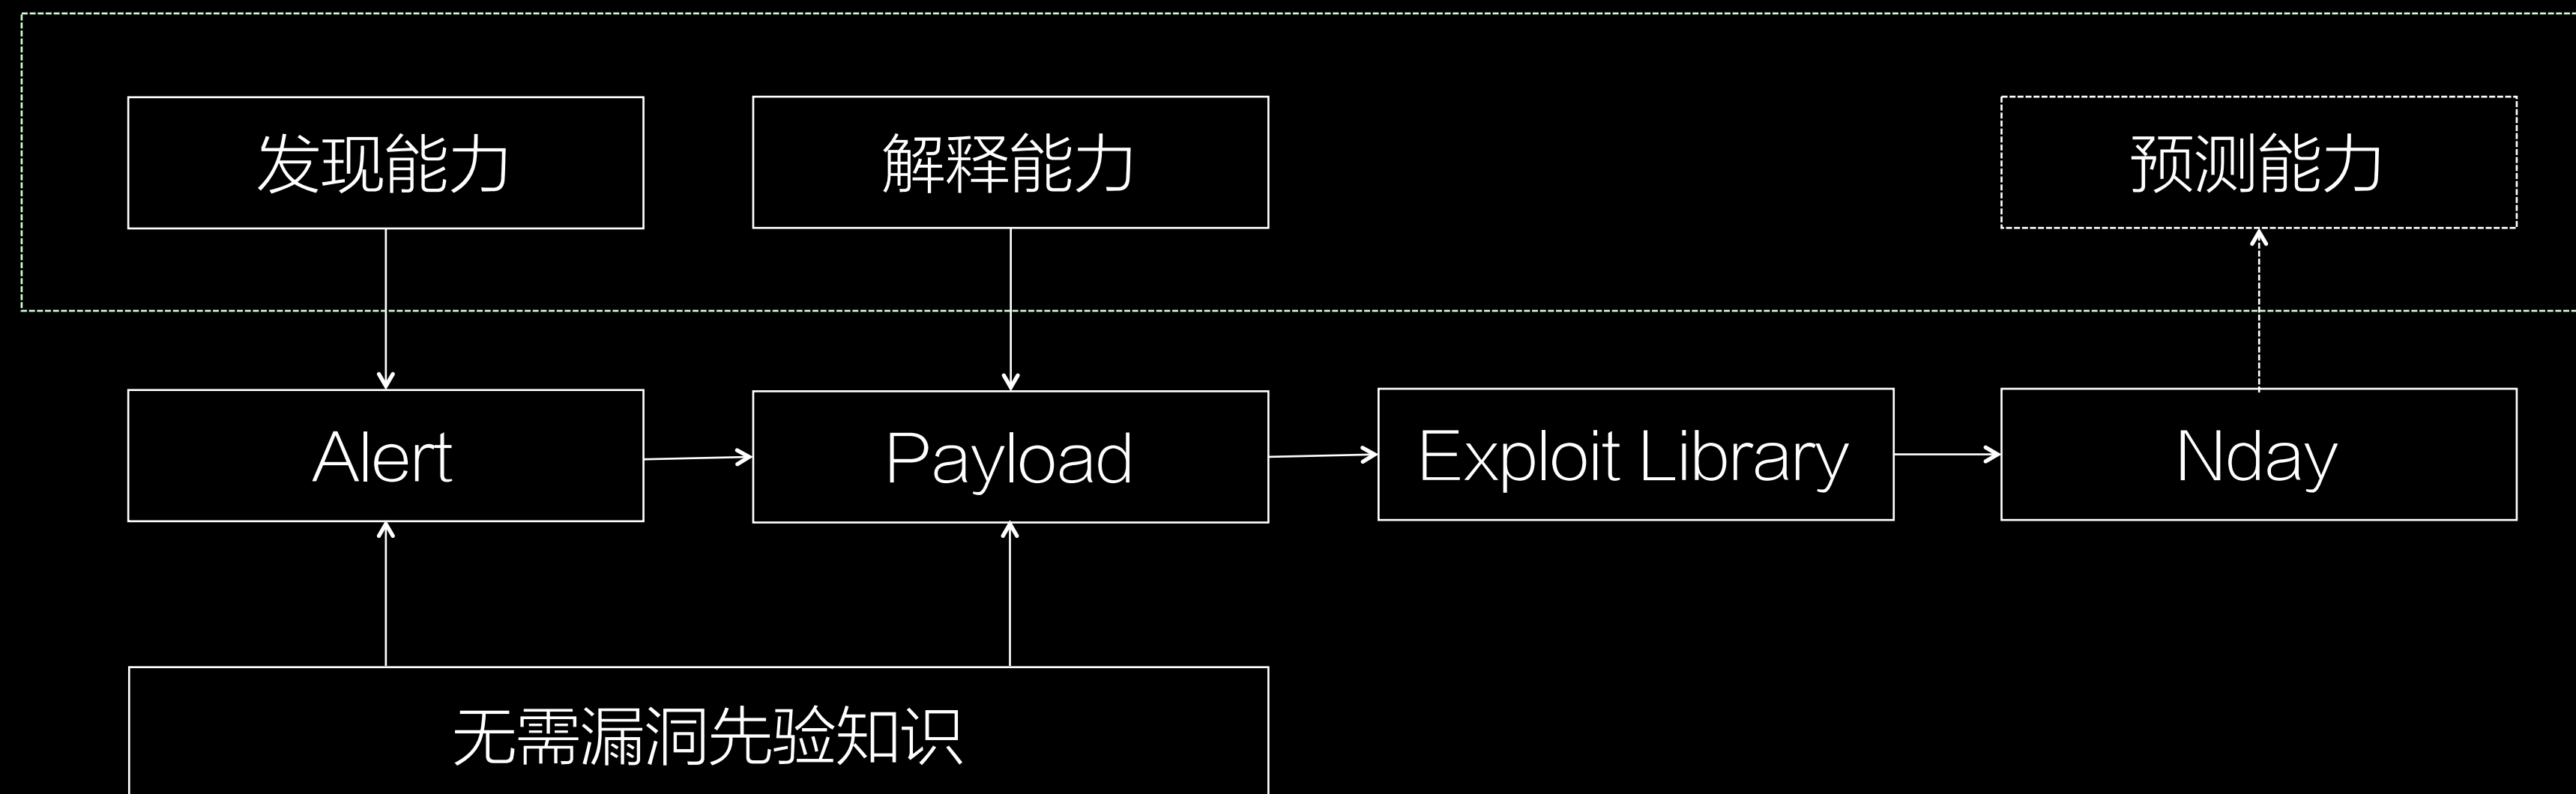 发现能力
解释能力
预测能力
Alert
Payload
Exploit Library
Nday
无需漏洞先验知识